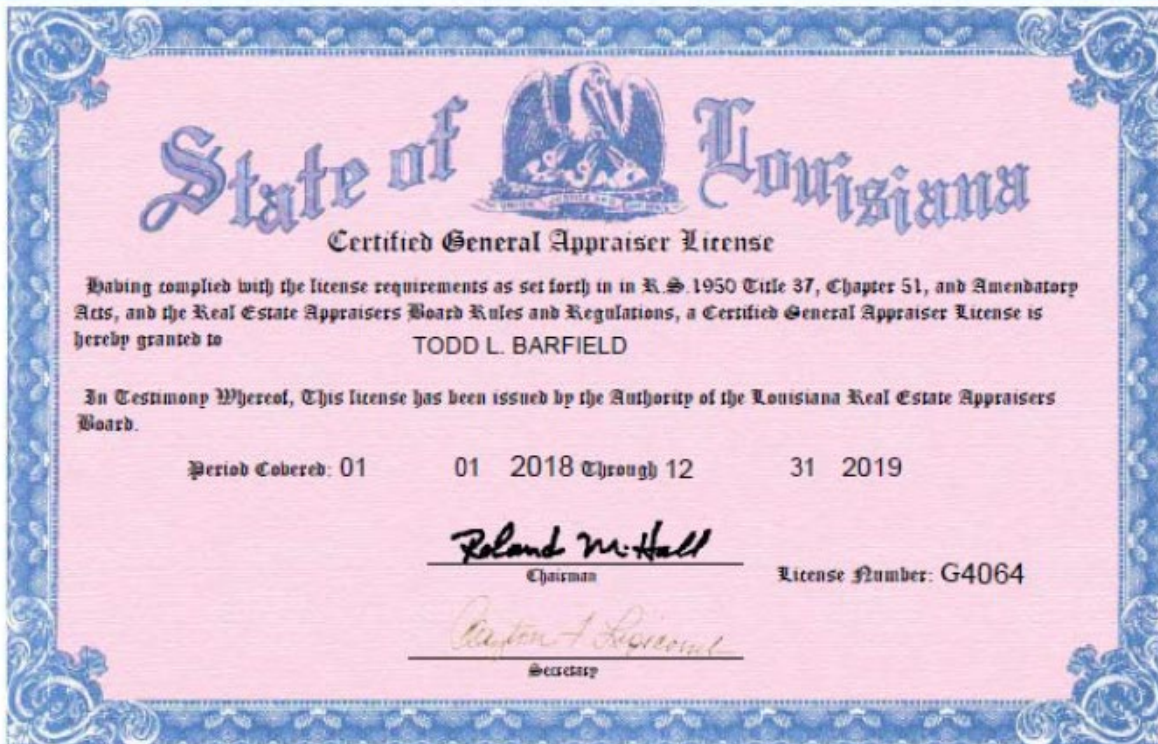 State of Louisiana
Certified General Appraiser License
Having complied with the license requirements as set forth in in R.S. 1950 Title 37, Chapter 51, and Amendatory
Acts, and the Real Estate Appraisers Board Rules and Regulations, a Certified General Appraiser License is
hereby granted to TODD L. BARFIELD
In Testimony Whereof, This license has been issued by the Authority of the Louisiana Real Estate Appraisers
Board.
Period Covered: 01 01 2018 Through 12 31 2019
Roland M. Hall
Chairman
License Number: G4064
Secretary